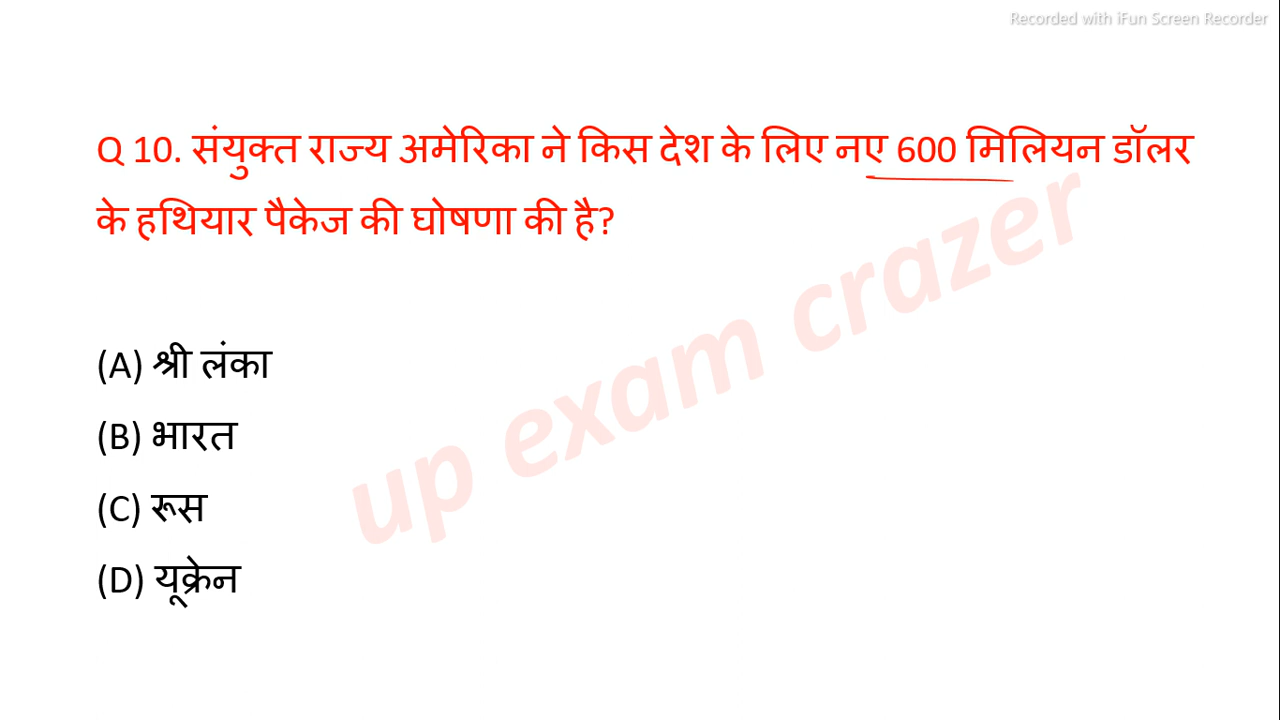 Recorded with iFun Screen Recorder
Q 10. संयुक्त राज्य अमेरिका ने किस देश के लिए नए 600 मिलियन डॉलर
के हथियार पैकेज की घोषणा की है?
up exam crazer
(A) श्री लंका
(B) भारत
(C) रूस
(D) यूक्रेन